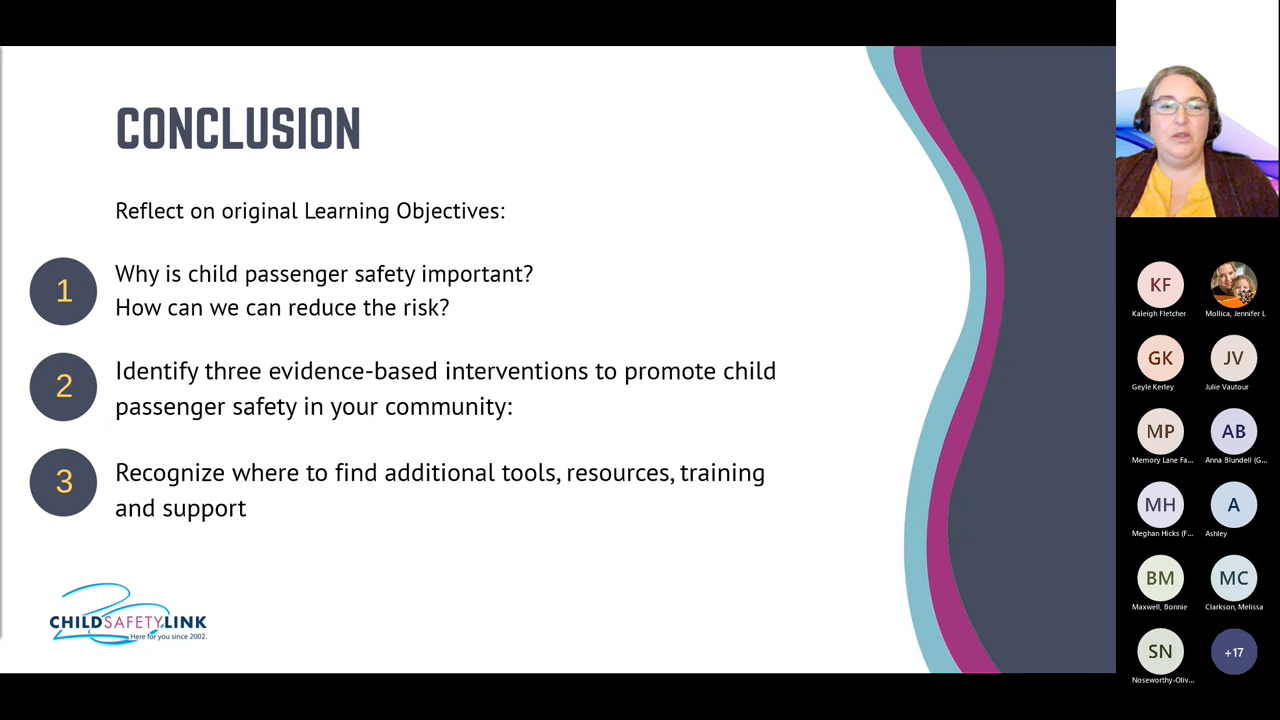 CONCLUSION
Reflect on original Learning Objectives:
1
Why is child passenger safety important?
How can we can reduce the risk?
2
Identify three evidence-based interventions to promote child
passenger safety in your community:
3
Recognize where to find additional tools, resources, training
and support
CHILDSAFETYLINK
Here for you since 2002.
KF
Kaleigh Fletcher
Mollica, Jennifer L
GK
Geyle Kerley
JV
Julie Vautour
MP
Memory Lane Fa...
AB
Anna Blundell (G...
MH
Meghan Hicks (F...
A
Ashley
BM
Maxwell, Bonnie
MC
Clarkson, Melissa
SN
Noseworthy-Oliv...
+17